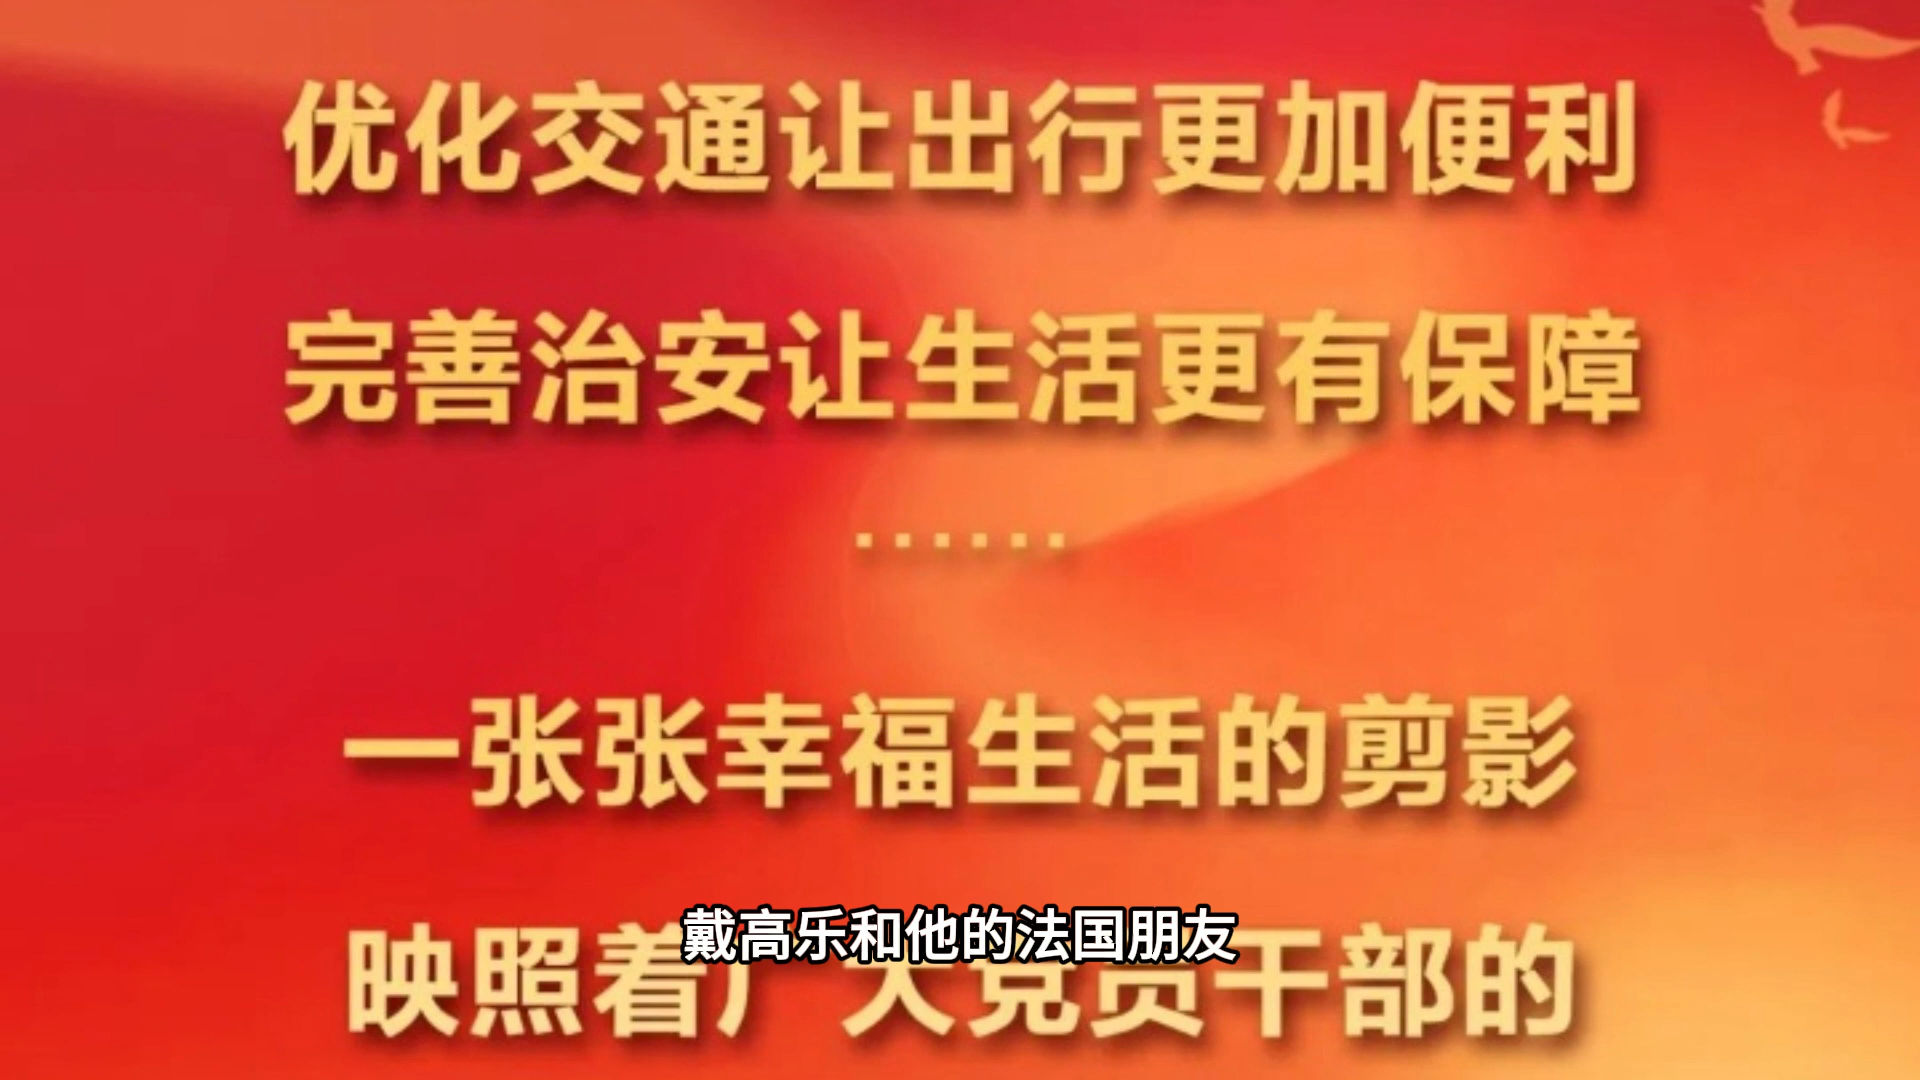 优化交通让出行更加便利
完善治安让生活更有保障
······
一张张幸福生活的剪影
戴高乐和他的法国朋友
映照着广大党员干部的